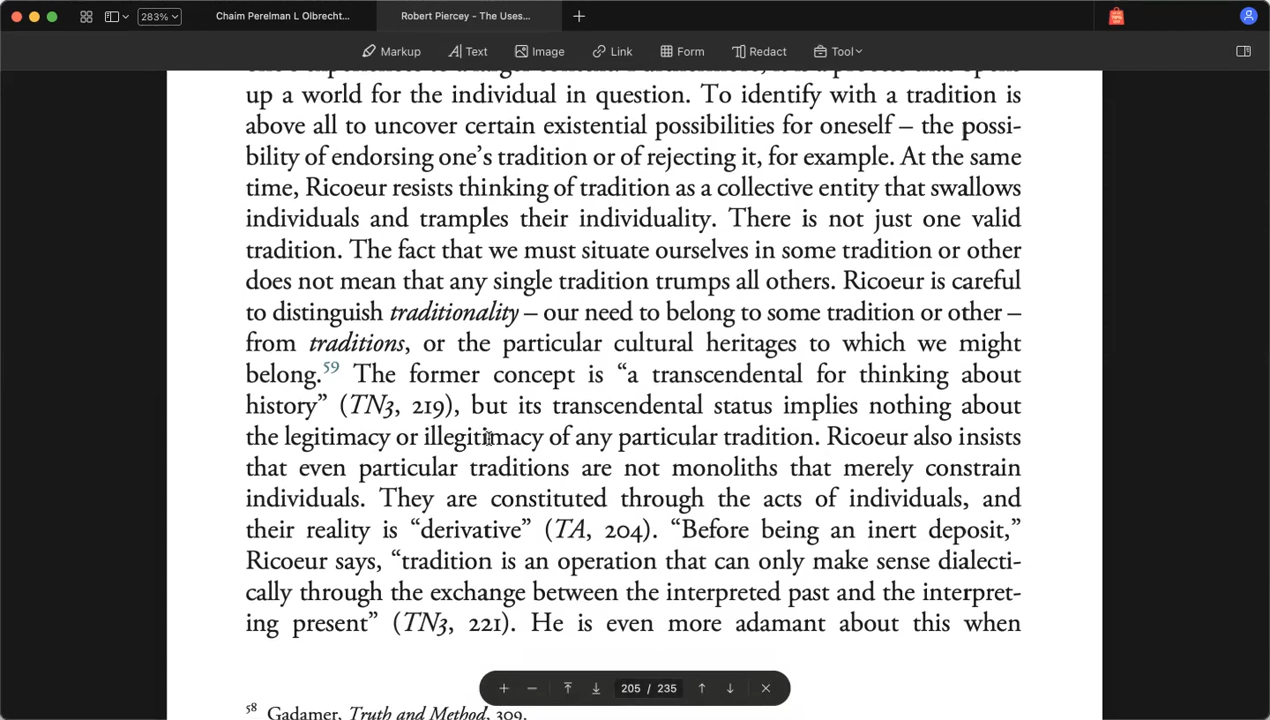 283%
Chaim Perelman L Olbrecht...
Robert Piercey - The Uses...
Markup
Text
Image
Link
Form
Redact
Tool
up a world for the individual in question. To identify with a tradition is
above all to uncover certain existential possibilities for oneself – the possi-
bility of endorsing one’s tradition or of rejecting it, for example. At the same
time, Ricoeur resists thinking of tradition as a collective entity that swallows
individuals and tramples their individuality. There is not just one valid
tradition. The fact that we must situate ourselves in some tradition or other
does not mean that any single tradition trumps all others. Ricoeur is careful
to distinguish traditionality – our need to belong to some tradition or other –
from traditions, or the particular cultural heritages to which we might
belong.59 The former concept is “a transcendental for thinking about
history” (TN3, 219), but its transcendental status implies nothing about
the legitimacy or illegitimacy of any particular tradition. Ricoeur also insists
that even particular traditions are not monoliths that merely constrain
individuals. They are constituted through the acts of individuals, and
their reality is “derivative” (TA, 204). “Before being an inert deposit,”
Ricoeur says, “tradition is an operation that can only make sense dialecti-
cally through the exchange between the interpreted past and the interpret-
ing present” (TN3, 221). He is even more adamant about this when
205 / 235
58 Gadamer, Truth and Method, 309.